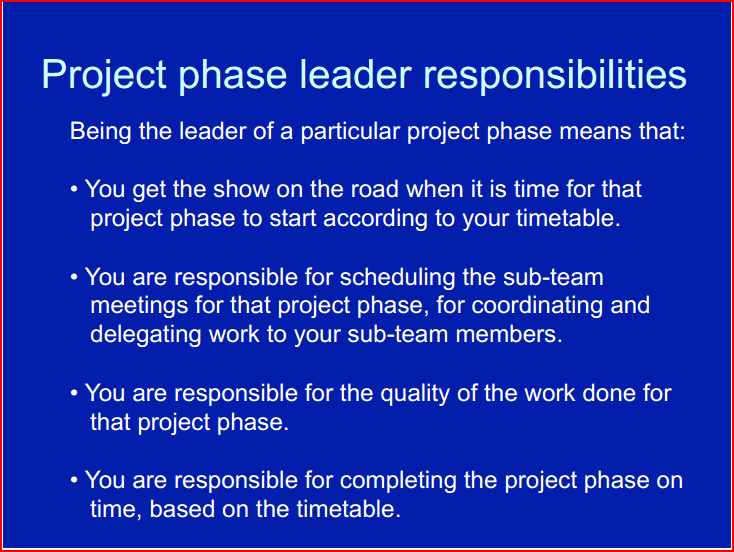 Project phase leader responsibilities
Being the leader of a particular project phase means that:
• You get the show on the road when it is time for that
project phase to start according to your timetable.
• You are responsible for scheduling the sub-team
meetings for that project phase, for coordinating and
delegating work to your sub-team members.
• You are responsible for the quality of the work done for
that project phase.
• You are responsible for completing the project phase on
time, based on the timetable.